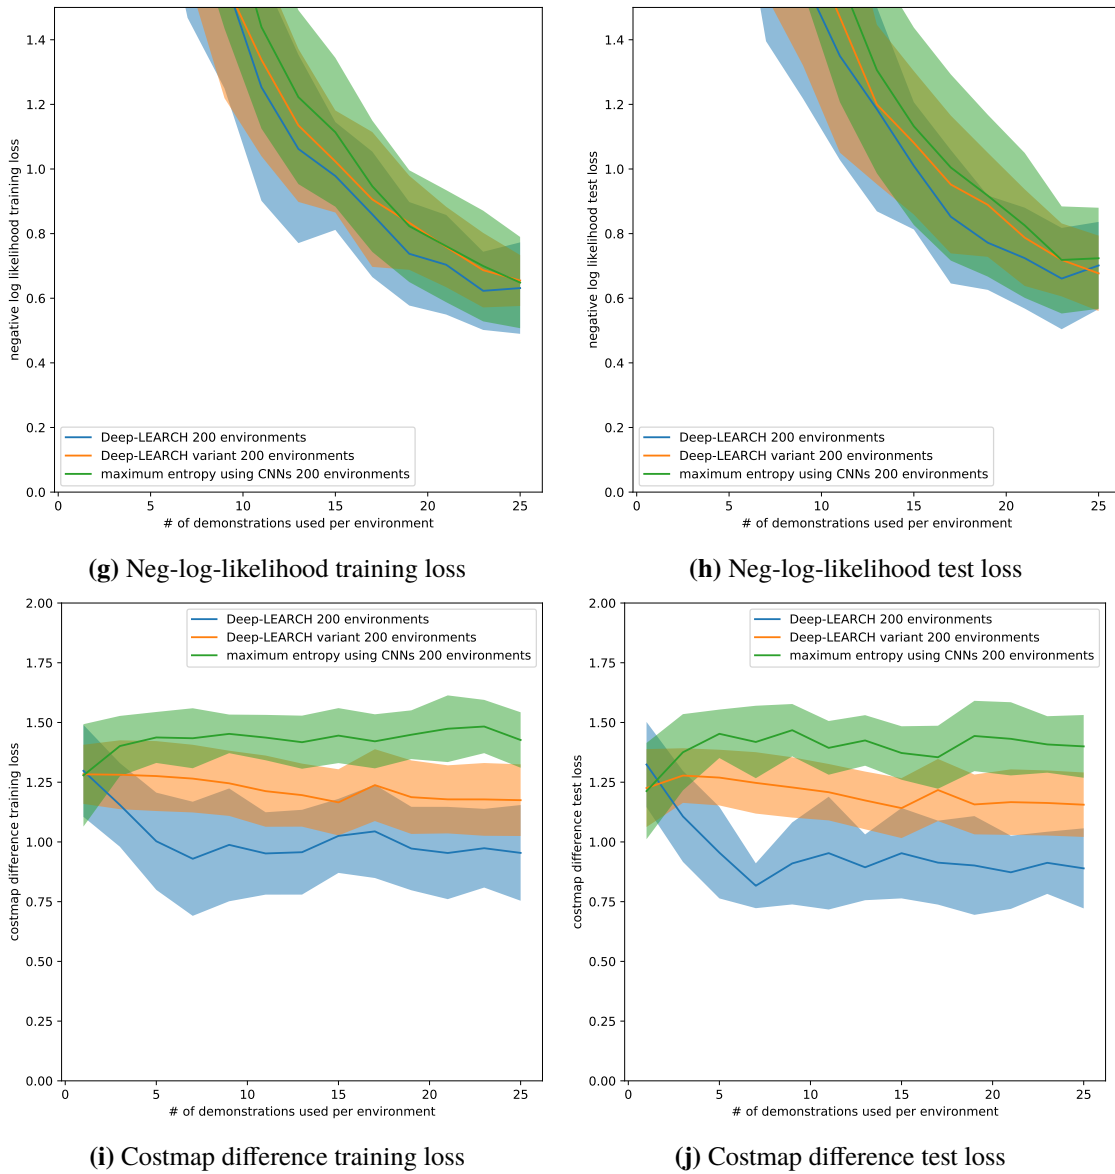 1.4
1.2
1.0
0.8
0.6
0.4
0.2
0.0
negative log likelihood training loss
Deep-LEARCH 200 environments
Deep-LEARCH variant 200 environments
maximum entropy using CNNs 200 environments
0 5 10 15 20 25
# of demonstrations used per environment
(g) Neg-log-likelihood training loss
1.4
1.2
1.0
0.8
0.6
0.4
0.2
0.0
negative log likelihood test loss
Deep-LEARCH 200 environments
Deep-LEARCH variant 200 environments
maximum entropy using CNNs 200 environments
0 5 10 15 20 25
# of demonstrations used per environment
(h) Neg-log-likelihood test loss
2.00
1.75
1.50
1.25
1.00
0.75
0.50
0.25
0.00
costmap difference training loss
Deep-LEARCH 200 environments
Deep-LEARCH variant 200 environments
maximum entropy using CNNs 200 environments
0 5 10 15 20 25
# of demonstrations used per environment
(i) Costmap difference training loss
2.00
1.75
1.50
1.25
1.00
0.75
0.50
0.25
0.00
costmap difference test loss
Deep-LEARCH 200 environments
Deep-LEARCH variant 200 environments
maximum entropy using CNNs 200 environments
0 5 10 15 20 25
# of demonstrations used per environment
(j) Costmap difference test loss